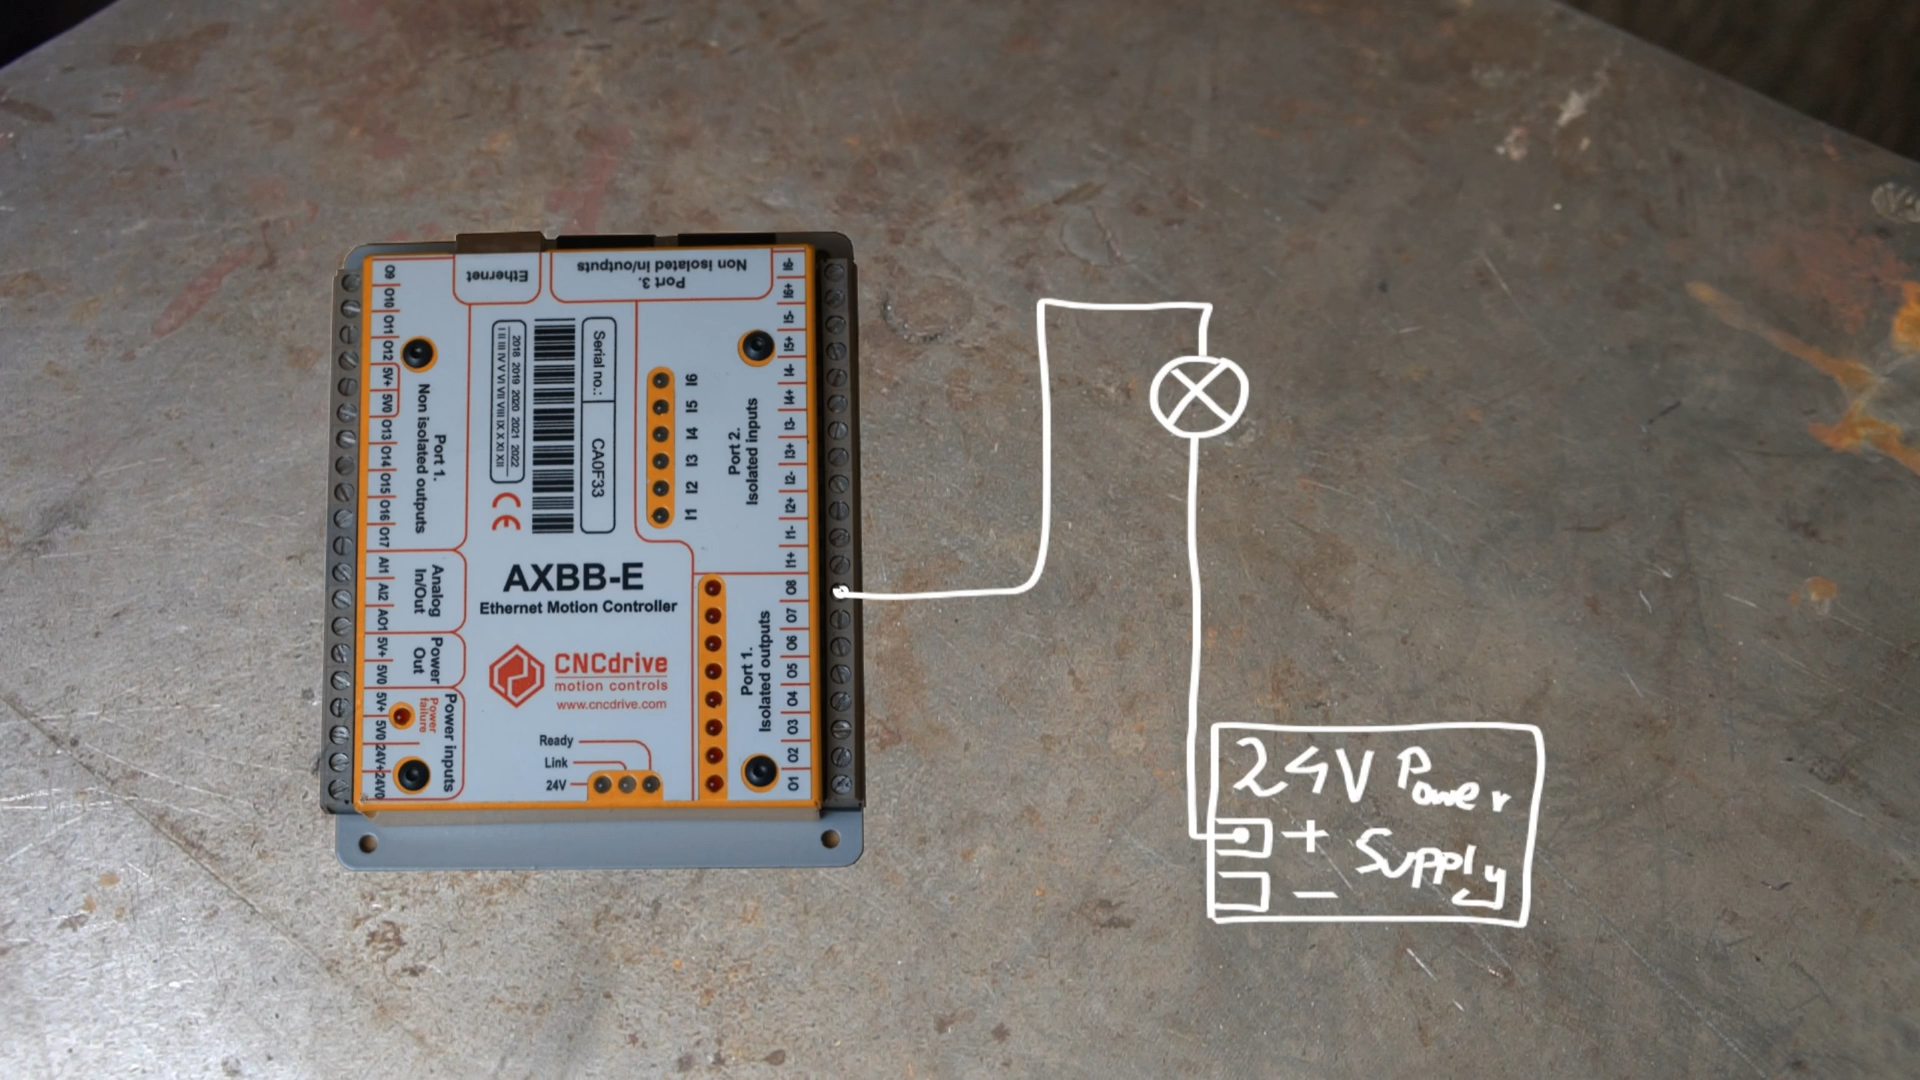 O9
O10
O11
O12
5V+
5V0
O13
O14
O15
O16
O17
AI1
AI2
AO1
5V+
5V0
5V+
5V0
24V+
24V0
Port 1.
Non isolated outputs
Analog
In/Out
Power
Out
Power inputs
Power
failure
Ethernet
Port 3.
Non isolated in/outputs
2018 2019 2020 2021 2022
I II III IV V VI VII VIII IX X XI XII
CE
Serial no.:
CA0F33
I6
I5
I4
I3
I2
I1
Port 2.
Isolated inputs
I6-
I6+
I5-
I5+
I4-
I4+
I3-
I3+
I2-
I2+
I1-
I1+
O8
O7
O6
O5
O4
O3
O2
O1
Port 1.
Isolated outputs
AXBB-E
Ethernet Motion Controller
CNCdrive
motion controls
www.cncdrive.com
Ready
Link
24V
24V Power
+ Supply
-